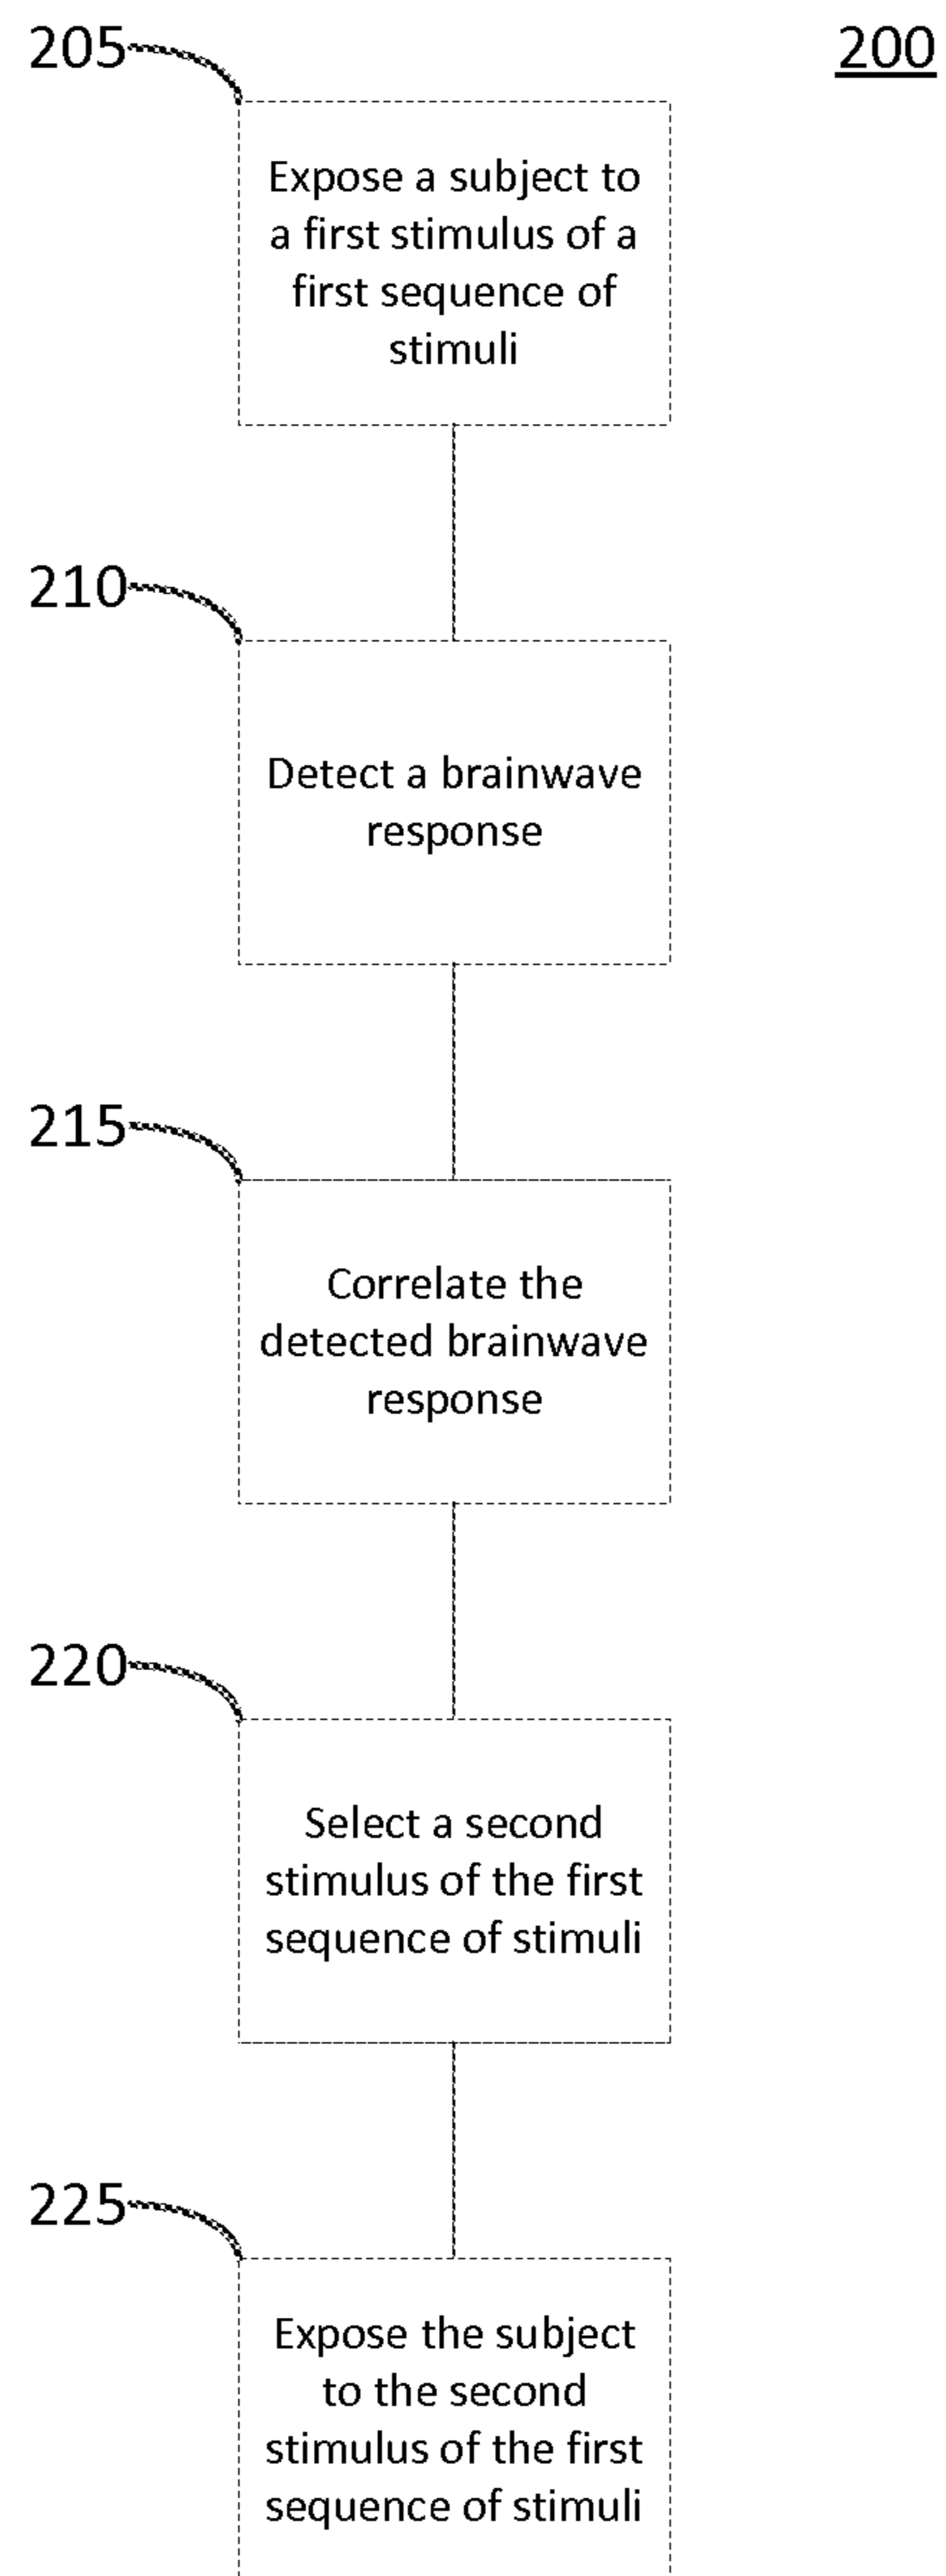 205
200
Expose a subject to
a first stimulus of a
first sequence of
stimuli
210
Detect a brainwave
response
215
Correlate the
detected brainwave
response
220
Select a second
stimulus of the first
sequence of stimuli
225
Expose the subject
to the second
stimulus of the first
sequence of stimuli